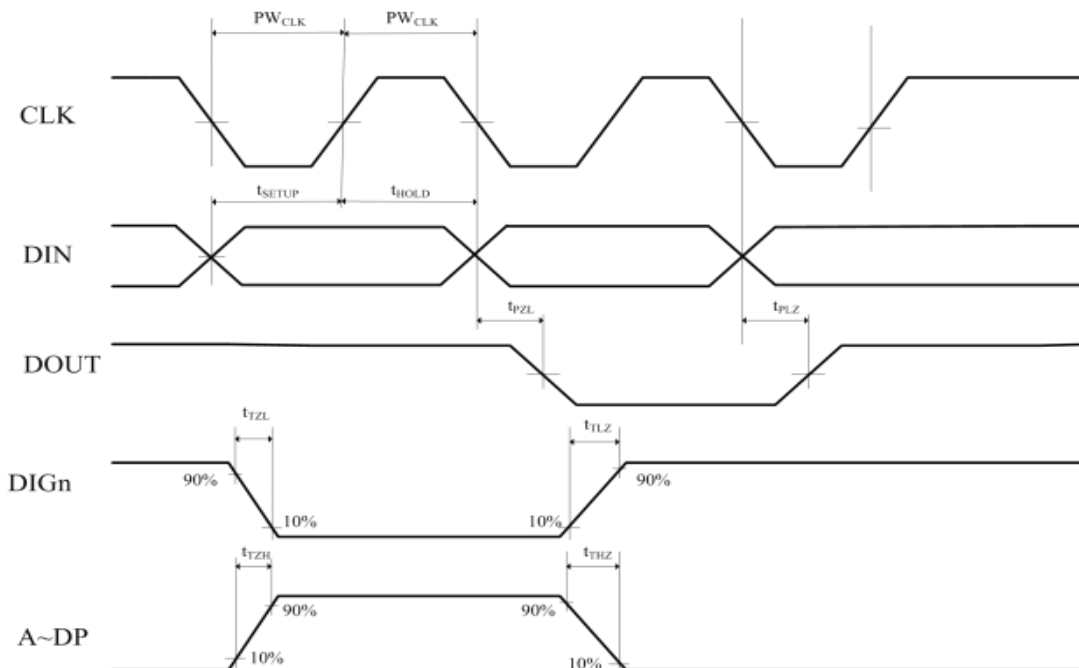 PWCLK PWCLK
CLK
tSETUP tHOLD
DIN
tPZL tPLZ
DOUT
tTZL tTLZ
90% 90%
DIGn
10% 10%
tTZH tTHZ
90% 90%
A~DP
10% 10%